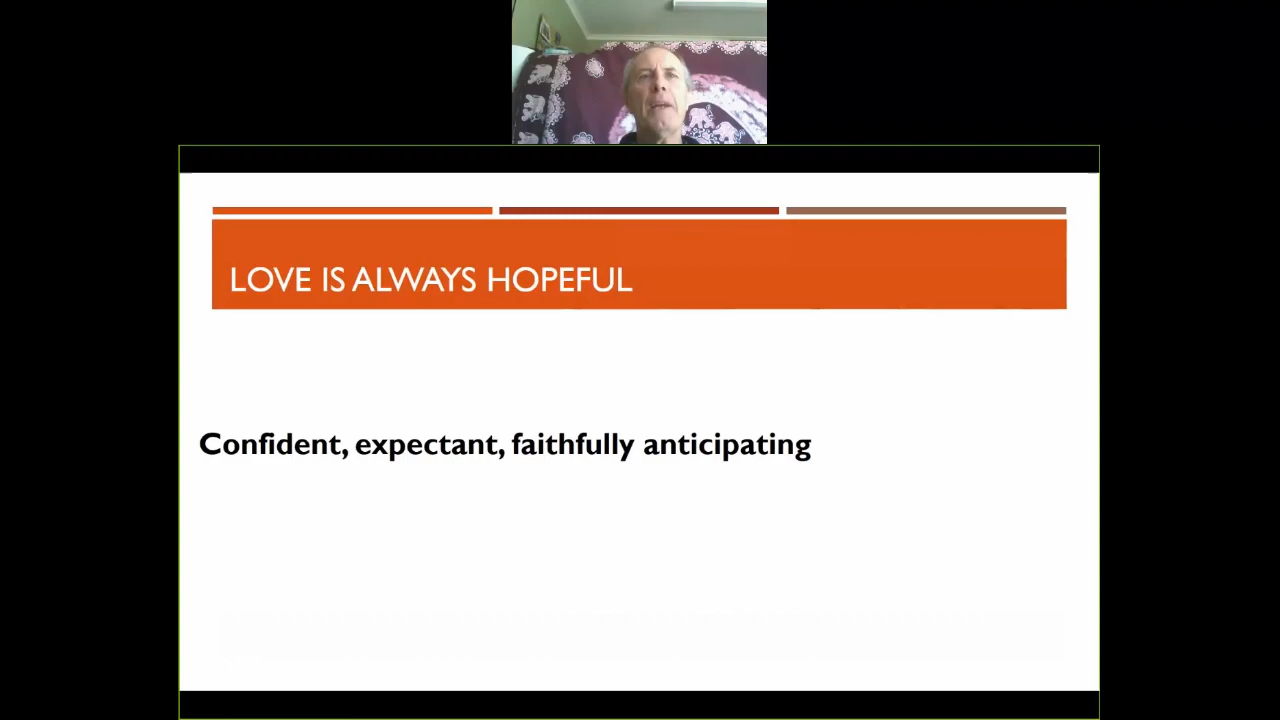 LOVE IS ALWAYS HOPEFUL
Confident, expectant, faithfully anticipating